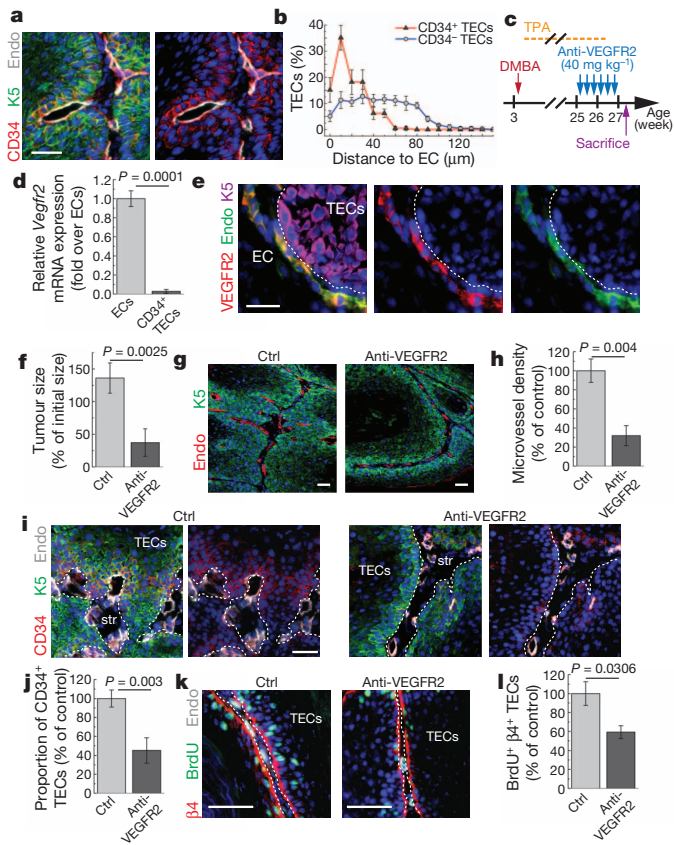 a
CD34 K5 Endo
b
TECs (%)
40
30
20
10
0
CD34+ TECs
CD34− TECs
0 40 80 120
Distance to EC (μm)
c
TPA
Anti-VEGFR2
(40 mg kg−1)
DMBA
3 25 26 27 Age
(week)
Sacrifice
d
Relative Vegfr2
mRNA expression
(fold over ECs)
P = 0.0001
1.2
1.0
0.8
0.6
0.4
0.2
0.0
ECs
CD34+
TECs
e
VEGFR2 Endo K5
TECs
EC
f
Tumour size
(% of initial size)
P = 0.0025
150
100
50
0
Ctrl
Anti-
VEGFR2
g
Ctrl Anti-VEGFR2
Endo K5
h
Microvessel density
(% of control)
P = 0.004
120
100
80
60
40
20
0
Ctrl
Anti-
VEGFR2
i
Ctrl Anti-VEGFR2
CD34 K5 Endo
TECs
str
TECs
str
j
Proportion of CD34+
TECs (% of control)
P = 0.003
120
100
80
60
40
20
0
Ctrl
Anti-
VEGFR2
k
Ctrl Anti-VEGFR2
β4 BrdU Endo
TECs
TECs
l
BrdU+ β4+ TECs
(% of control)
P = 0.0306
120
100
80
60
40
20
0
Ctrl
Anti-
VEGFR2